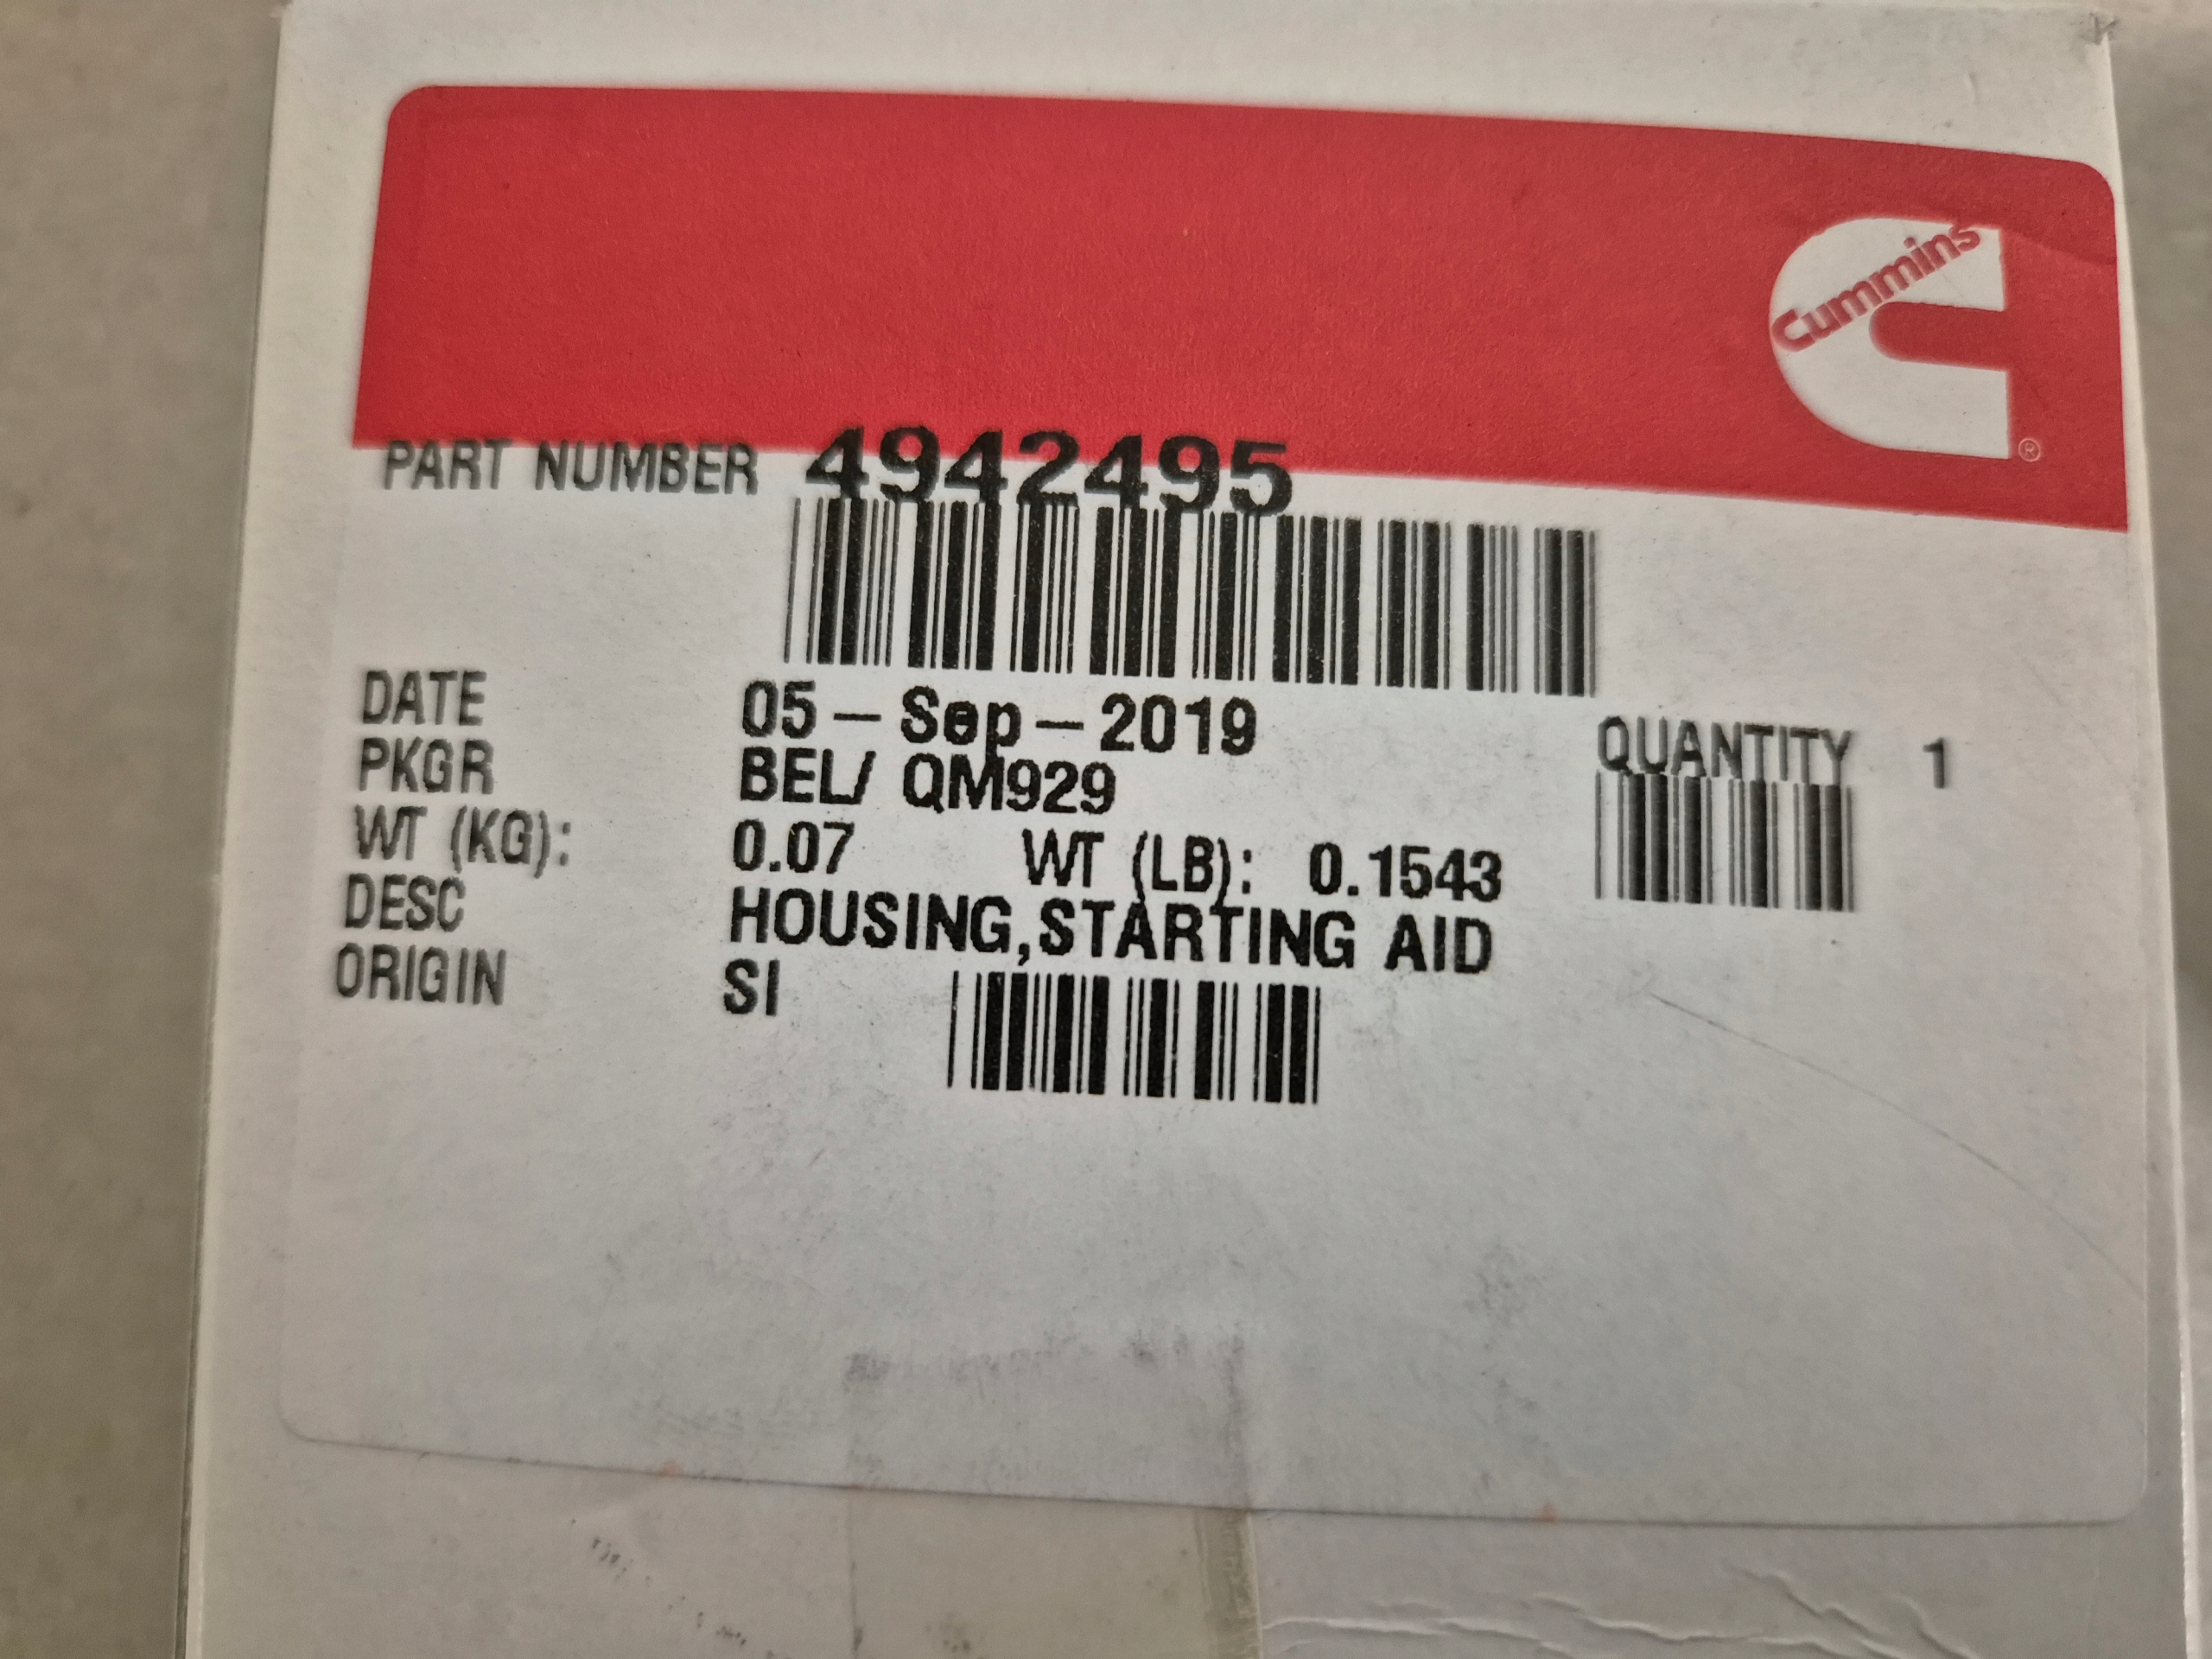 Cummins
®
PART NUMBER 4942495
DATE 05-Sep-2019
QUANTITY 1
PKGR BEL/ QM929
WT (KG): 0.07 WT (LB): 0.1543
DESC HOUSING,STARTING AID
ORIGIN SI